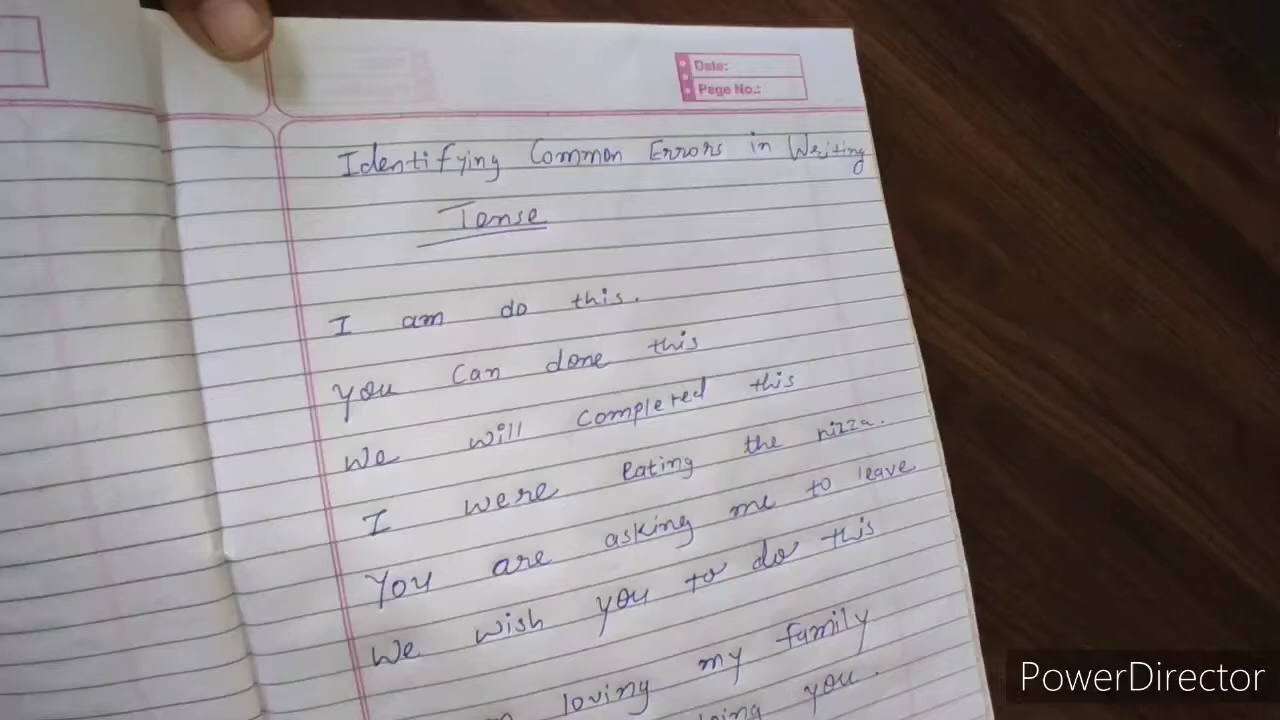 Date:
Page No.:
Identifying Common Errors in Writing
Tense
I am do this.
you can done this
We will completed this
I were eating the pizza.
You are asking me to leave
We wish you to do this
loving my family
you.
PowerDirector